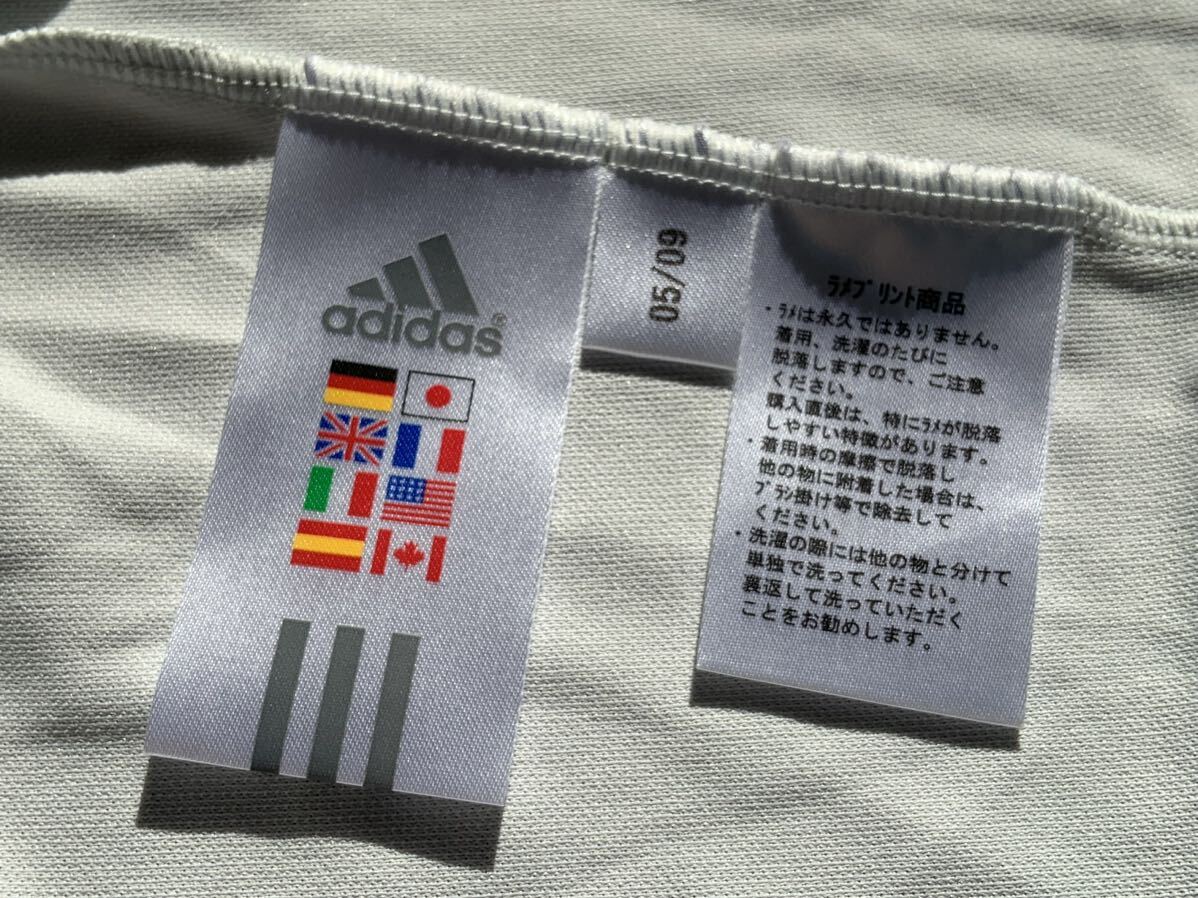 adidas®
05/09
ﾗﾒﾌﾟﾘﾝﾄ商品
・ﾗﾒは永久ではありません。
着用、洗濯のたびに
脱落しますので、ご注意
ください。
購入直後は、特にﾗﾒが脱落
しやすい特徴があります。
・着用時の摩擦で脱落し
他の物に附着した場合は、
ﾌﾞﾗｼ掛け等で除去して
ください。
・洗濯の際には他の物と分けて
単独で洗ってください。
裏返して洗っていただく
ことをお勧めします。